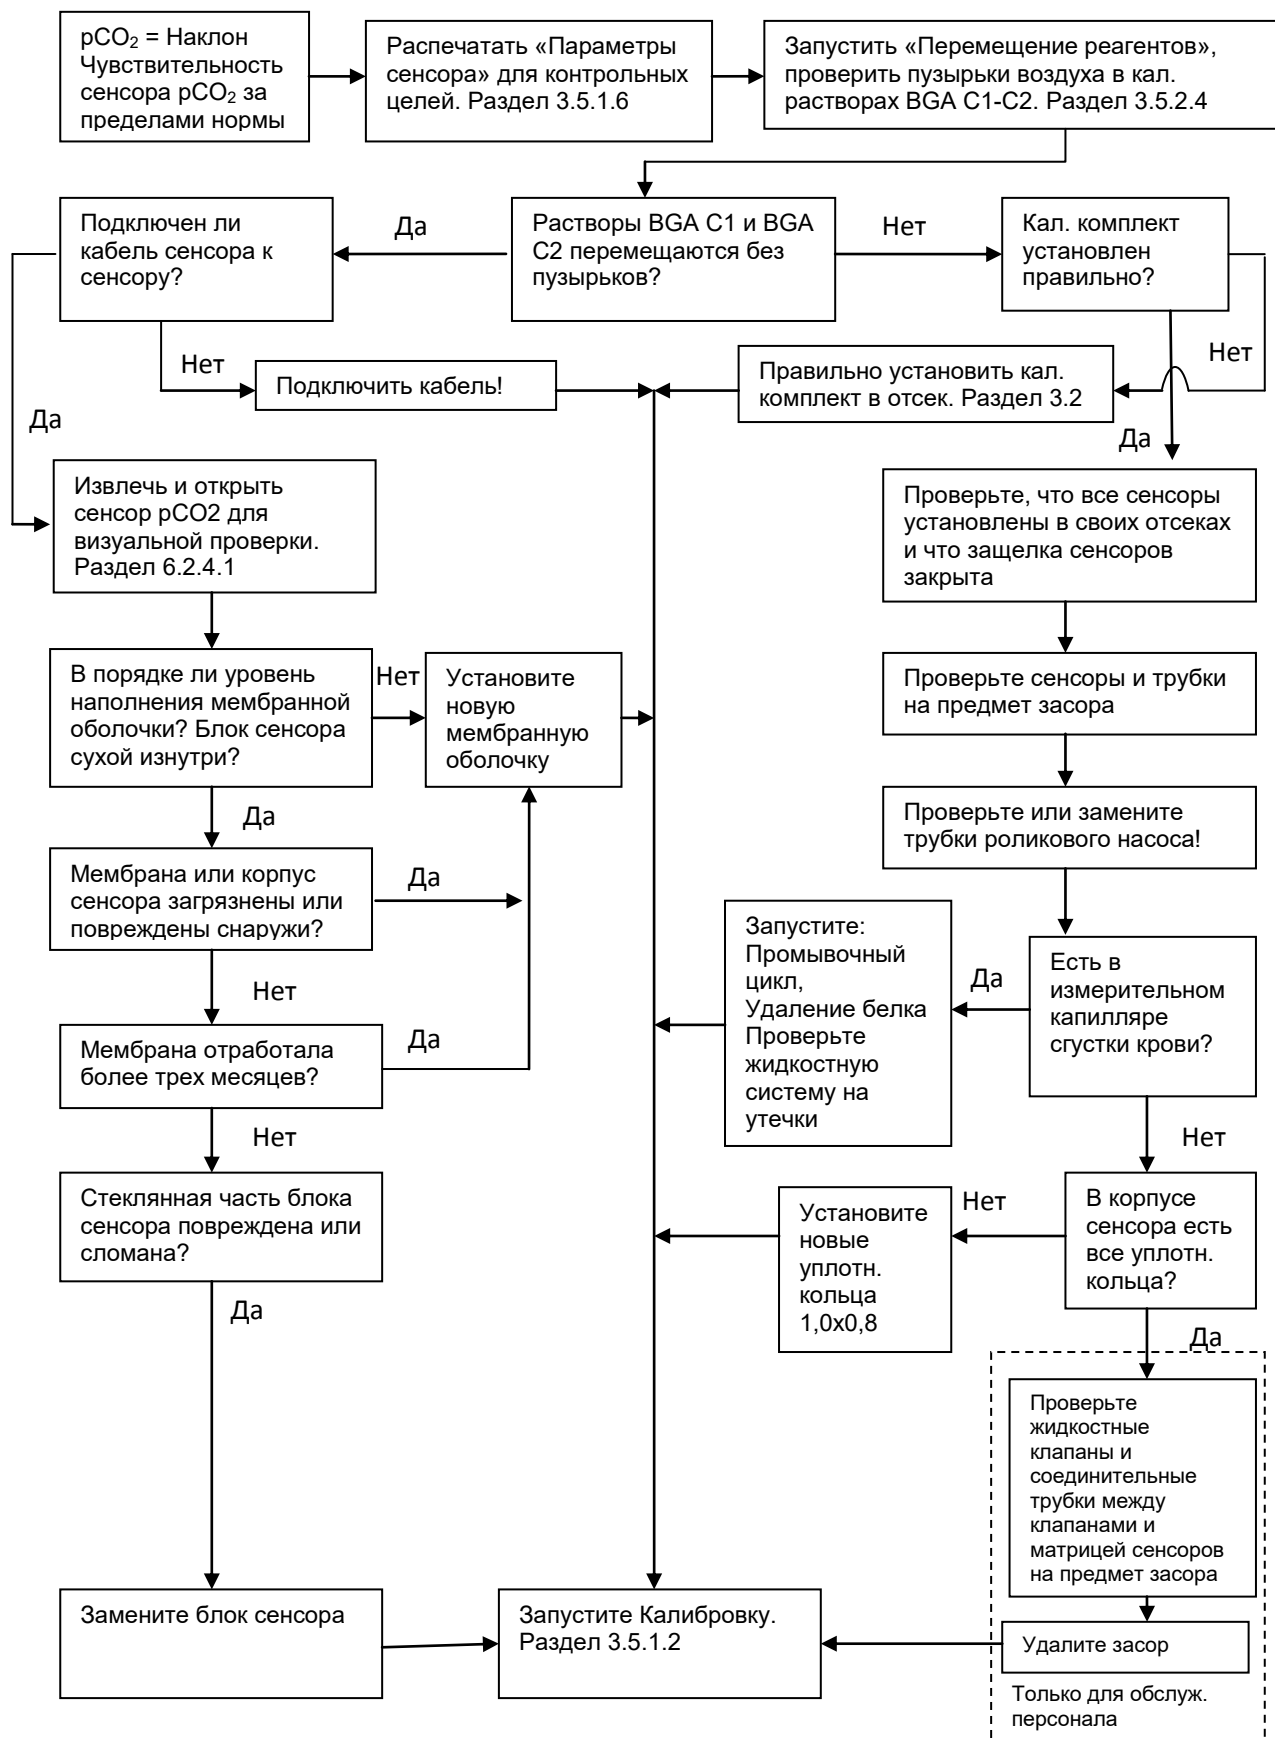 pCO₂ = Наклон
Чувствительность
сенсора pCO₂ за
пределами нормы
Распечатать «Параметры
сенсора» для контрольных
целей. Раздел 3.5.1.6
Запустить «Перемещение реагентов»,
проверить пузырьки воздуха в кал.
растворах BGA C1-C2. Раздел 3.5.2.4
Подключен ли
кабель сенсора к
сенсору?
Да
Растворы BGA C1 и BGA
C2 перемещаются без
пузырьков?
Нет
Кал. комплект
установлен
правильно?
Нет
Подключить кабель!
Правильно установить кал.
комплект в отсек. Раздел 3.2
Нет
Да
Да
Извлечь и открыть
сенсор pCO2 для
визуальной проверки.
Раздел 6.2.4.1
Проверьте, что все сенсоры
установлены в своих отсеках
и что защелка сенсоров
закрыта
В порядке ли уровень
наполнения мембранной
оболочки? Блок сенсора
сухой изнутри?
Нет
Установите
новую
мембранную
оболочку
Проверьте сенсоры и трубки
на предмет засора
Да
Проверьте или замените
трубки роликового насоса!
Мембрана или корпус
сенсора загрязнены или
повреждены снаружи?
Да
Запустите:
Промывочный
цикл,
Удаление белка
Проверьте
жидкостную
систему на
утечки
Да
Есть в
измерительном
капилляре
сгустки крови?
Нет
Мембрана отработала
более трех месяцев?
Да
Нет
Нет
Стеклянная часть блока
сенсора повреждена или
сломана?
Установите
новые
уплотн.
кольца
1,0x0,8
Нет
В корпусе
сенсора есть
все уплотн.
кольца?
Да
Да
Проверьте
жидкостные
клапаны и
соединительные
трубки между
клапанами и
матрицей сенсоров
на предмет засора
Замените блок сенсора
Запустите Калибровку.
Раздел 3.5.1.2
Удалите засор
Только для обслуж.
персонала